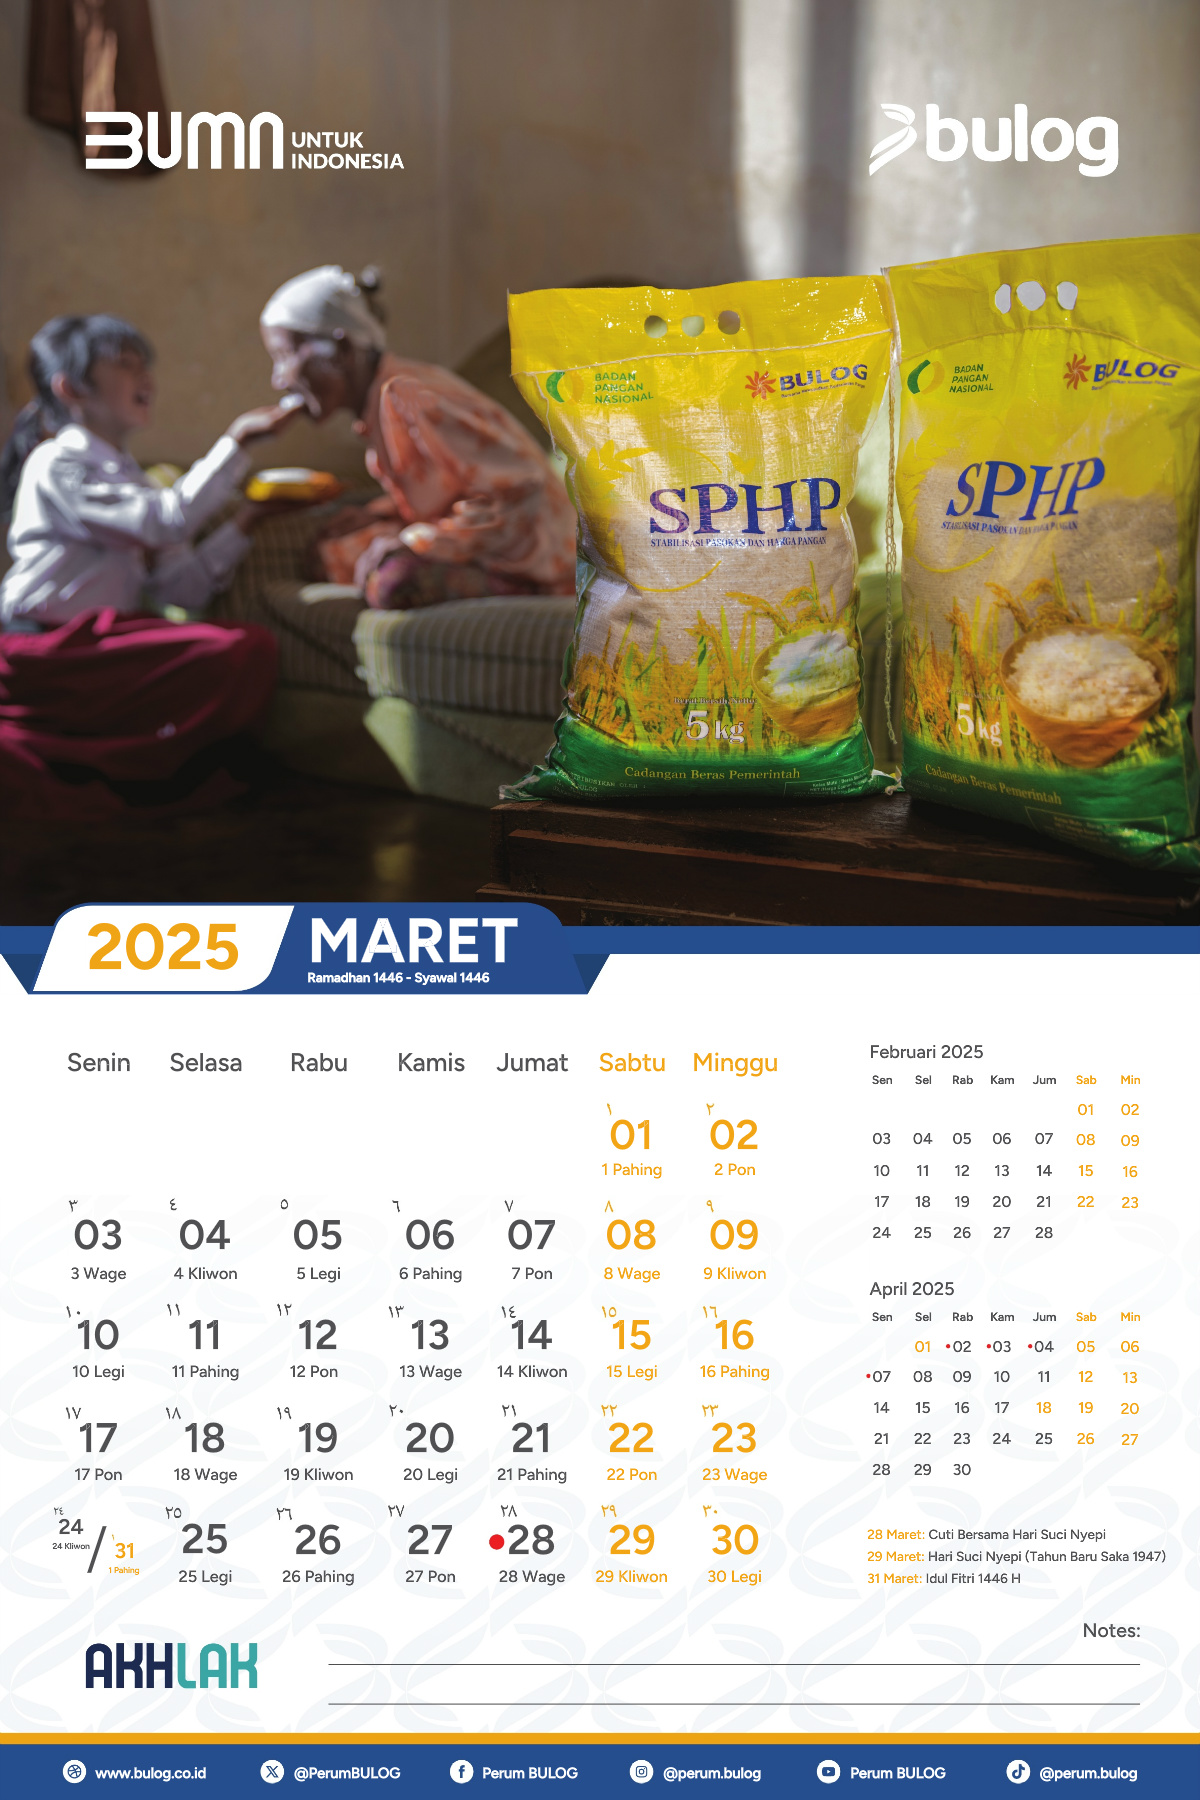 BUMN UNTUK INDONESIA
bulog
BADAN PANGAN NASIONAL
BULOG
SPHP
STABILISASI PASOKAN DAN HARGA PANGAN
Berat Bersih/Netto
5 kg
Cadangan Beras Pemerintah
BADAN PANGAN NASIONAL
BULOG
SPHP
STABILISASI PASOKAN DAN HARGA PANGAN
5 kg
Cadangan Beras Pemerintah
2025 MARET
Ramadhan 1446 - Syawal 1446
Senin Selasa Rabu Kamis Jumat Sabtu Minggu
١ ٢
01 02
1 Pahing 2 Pon
٣ ٤ ٥ ٦ ٧ ٨ ٩
03 04 05 06 07 08 09
3 Wage 4 Kliwon 5 Legi 6 Pahing 7 Pon 8 Wage 9 Kliwon
١٠ ١١ ١٢ ١٣ ١٤ ١٥ ١٦
10 11 12 13 14 15 16
10 Legi 11 Pahing 12 Pon 13 Wage 14 Kliwon 15 Legi 16 Pahing
١٧ ١٨ ١٩ ٢٠ ٢١ ٢٢ ٢٣
17 18 19 20 21 22 23
17 Pon 18 Wage 19 Kliwon 20 Legi 21 Pahing 22 Pon 23 Wage
٢٤ ١ ٢٥ ٢٦ ٢٧ ٢٨ ٢٩ ٣٠
24 / 31 25 26 27 28 29 30
24 Kliwon 1 Pahing 25 Legi 26 Pahing 27 Pon 28 Wage 29 Kliwon 30 Legi
Februari 2025
Sen Sel Rab Kam Jum Sab Min
01 02
03 04 05 06 07 08 09
10 11 12 13 14 15 16
17 18 19 20 21 22 23
24 25 26 27 28
April 2025
Sen Sel Rab Kam Jum Sab Min
01 02 03 04 05 06
07 08 09 10 11 12 13
14 15 16 17 18 19 20
21 22 23 24 25 26 27
28 29 30
28 Maret: Cuti Bersama Hari Suci Nyepi
29 Maret: Hari Suci Nyepi (Tahun Baru Saka 1947)
31 Maret: Idul Fitri 1446 H
Notes:
AKHLAK
www.bulog.co.id @PerumBULOG Perum BULOG @perum.bulog Perum BULOG @perum.bulog